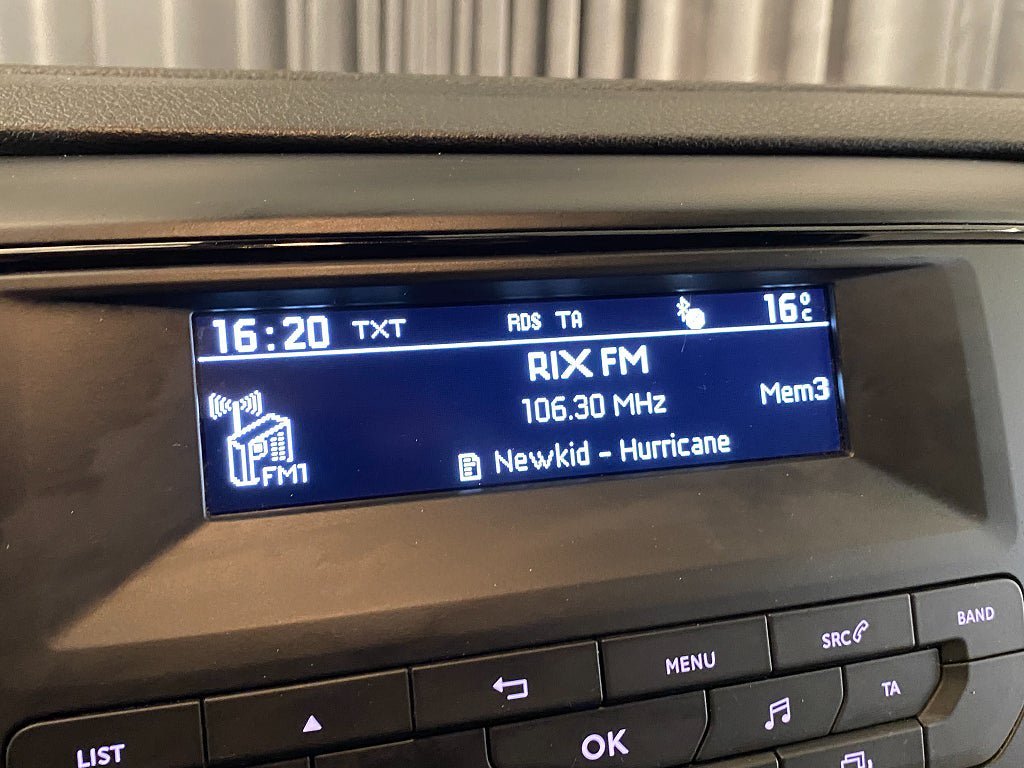 16:20 TXT RDS TA 16°C
RIX FM
106.30 MHz
Mem3
FM1
Newkid - Hurricane
BAND
SRC
MENU
TA
OK
LIST